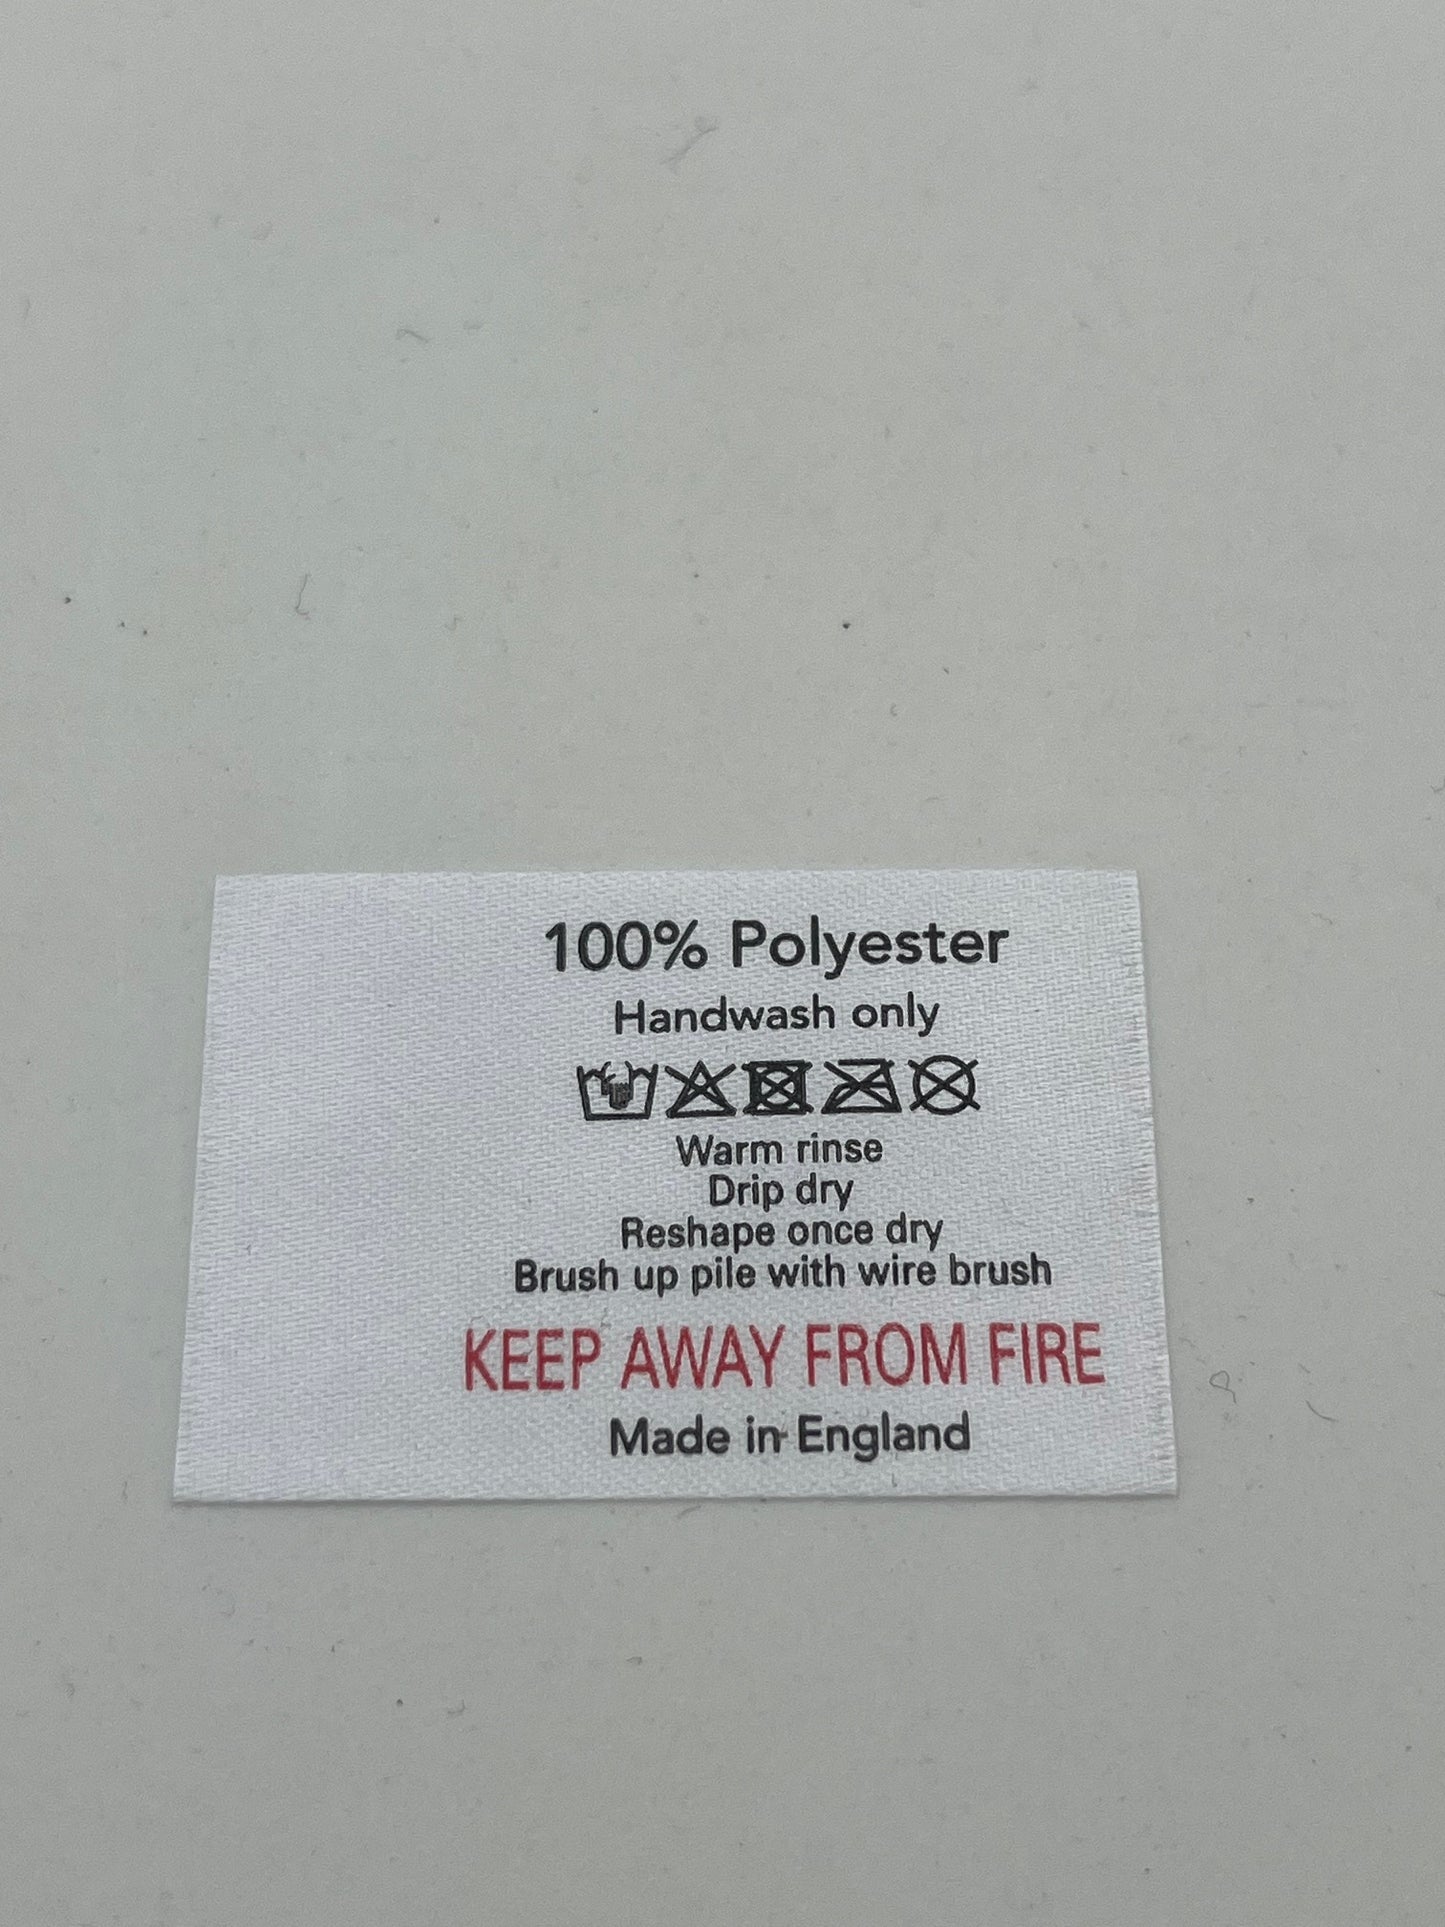 100% Polyester
Handwash only
Warm rinse
Drip dry
Reshape once dry
Brush up pile with wire brush
KEEP AWAY FROM FIRE
Made in England